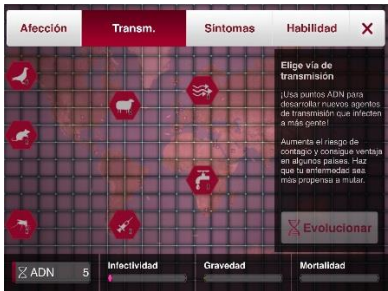 Afección
Transm.
Síntomas
Habilidad
X
Elige vía de
transmisión
¡Usa puntos ADN para
desarrollar nuevos agentes
de transmisión que infecten
a más gente!
Aumenta el riesgo de
contagio y consigue ventaja
en algunos países. Haz
que tu enfermedad sea
más propensa a mutar.
Evolucionar
ADN 5
Infectividad
Gravedad
Mortalidad